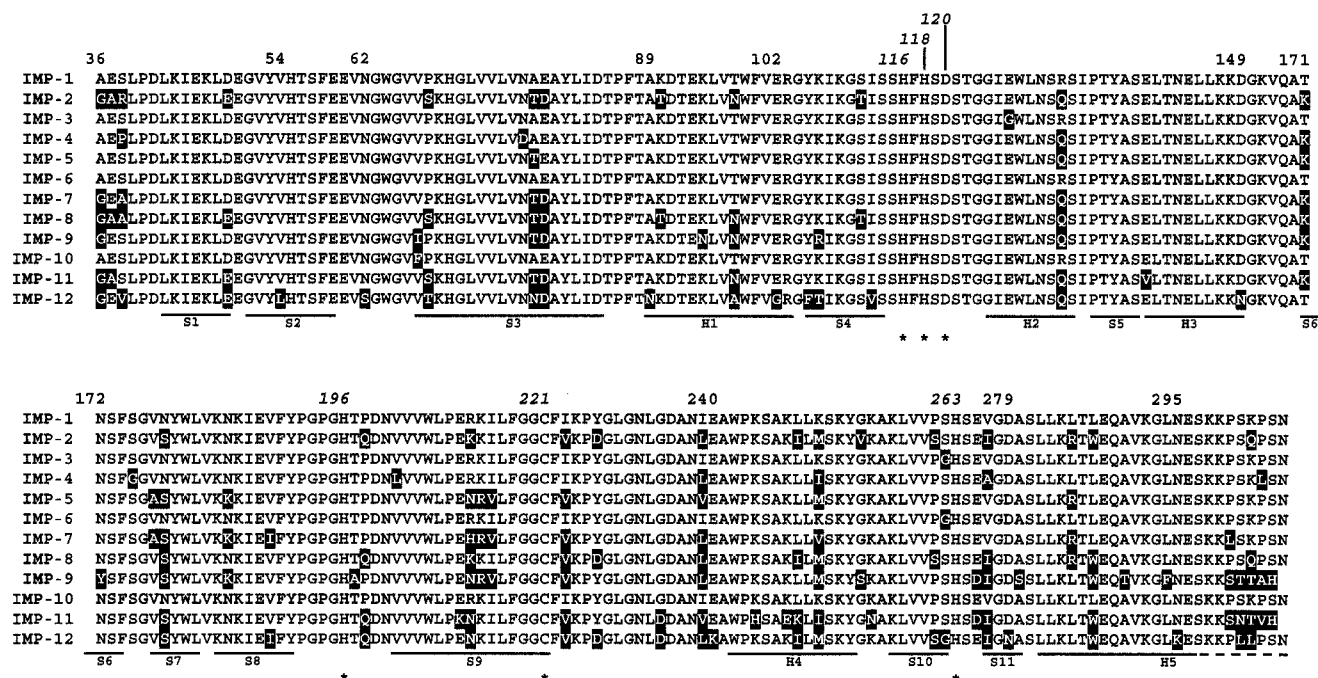 120
118
36 54 62 89 102 116 149 171
IMP-1 AESLPDLKIEKLDEGVYVHTSFEEVNGWGVVPKHGLVVLVNAEAYLIDTPFTAKDTEKLVTWFVERGYKIKGSISSHFHSDSTGGIEWLNSRSIPTYASELTNELLKKDGKVQAT
IMP-2 GARLPDLKIEKLEEGVYVHTSFEEVNGWGVVSKHGLVVLVNTDAYLIDTPFTATDTEKLVNWFVERGYKIKGTISSHFHSDSTGGIEWLNSQSIPTYASELTNELLKKDGKVQAK
IMP-3 AESLPDLKIEKLDEGVYVHTSFEEVNGWGVVPKHGLVVLVNAEAYLIDTPFTAKDTEKLVTWFVERGYKIKGSISSHFHSDSTGGIGWLNSRSIPTYASELTNELLKKDGKVQAT
IMP-4 AEPLPDLKIEKLDEGVYVHTSFEEVNGWGVVPKHGLVVLVDAEAYLIDTPFTAKDTEKLVTWFVERGYKIKGSISSHFHSDSTGGIEWLNSQSIPTYASELTNELLKKDGKVQAK
IMP-5 AESLPDLKIEKLDEGVYVHTSFEEVNGWGVVPKHGLVVLVNTEAYLIDTPFTAKDTEKLVTWFVERGYKIKGSISSHFHSDSTGGIEWLNSQSIPTYASELTNELLKKDGKVQAK
IMP-6 AESLPDLKIEKLDEGVYVHTSFEEVNGWGVVPKHGLVVLVNAEAYLIDTPFTAKDTEKLVTWFVERGYKIKGSISSHFHSDSTGGIEWLNSRSIPTYASELTNELLKKDGKVQAT
IMP-7 GEALPDLKIEKLDEGVYVHTSFEEVNGWGVVPKHGLVVLVNTDAYLIDTPFTAKDTEKLVTWFVERGYKIKGSISSHFHSDSTGGIEWLNSQSIPTYASELTNELLKKDGKVQAK
IMP-8 GAALPDLKIEKLEEGVYVHTSFEEVNGWGVVSKHGLVVLVNTDAYLIDTPFTATDTEKLVNWFVERGYKIKGTISSHFHSDSTGGIEWLNSQSIPTYASELTNELLKKDGKVQAK
IMP-9 GESLPDLKIEKLDEGVYVHTSFEEVNGWGVIPKHGLVVLVNTDAYLIDTPFTAKDTENLVNWFVERGYRIKGSISSHFHSDSTGGIEWLNSQSIPTYASELTNELLKKDGKVQAK
IMP-10 AESLPDLKIEKLDEGVYVHTSFEEVNGWGVFPKHGLVVLVNAEAYLIDTPFTAKDTEKLVTWFVERGYKIKGSISSHFHSDSTGGIEWLNSRSIPTYASELTNELLKKDGKVQAT
IMP-11 GASLPDLKIEKLEEGVYVHTSFEEVNGWGVVSKHGLVVLVNTDAYLIDTPFTAKDTEKLVNWFVERGYKIKGSISSHFHSDSTGGIEWLNSQSIPTYASVLTNELLKKDGKVQAK
IMP-12 GEVLPDLKIEKLEEGVYLHTSFEEVSGWGVVTKHGLVVLVNNDAYLIDTPFTNKDTEKLVAWFVGRGFTIKGSVSSHFHSDSTGGIEWLNSQSIPTYASELTNELLKKNGKVQAT
S1 S2 S3 H1 S4 H2 S5 H3 S6
* * *
172 196 221 240 263 279 295
IMP-1 NSFSGVNYWLVKNKIEVFYPGPGHTPDNVVVWLPERKILFGGCFIKPYGLGNLGDANIEAWPKSAKLLKSKYGKAKLVVPSHSEVGDASLLKLTLEQAVKGLNESKKPSKPSN
IMP-2 NSFSGVSYWLVKNKIEVFYPGPGHTQDNVVVWLPEKKILFGGCFVKPDGLGNLGDANLEAWPKSAKILMSKYVKAKLVVSSHSEIGDASLLKRTWEQAVKGLNESKKPSQPSN
IMP-3 NSFSGVNYWLVKNKIEVFYPGPGHTPDNVVVWLPERKILFGGCFIKPYGLGNLGDANIEAWPKSAKLLKSKYGKAKLVVPGHSEVGDASLLKLTLEQAVKGLNESKKPSKPSN
IMP-4 NSFGGVNYWLVKNKIEVFYPGPGHTPDNLVVWLPERKILFGGCFIKPYGLGNLGDANLEAWPKSAKLLISKYGKAKLVVPSHSEAGDASLLKLTLEQAVKGLNESKKPSKLSN
IMP-5 NSFSGASYWLVKKKIEVFYPGPGHTPDNVVVWLPENRVLFGGCFVKPYGLGNLGDANVEAWPKSAKLLMSKYGKAKLVVPSHSEVGDASLLKRTLEQAVKGLNESKKPSKPSN
IMP-6 NSFSGVNYWLVKNKIEVFYPGPGHTPDNVVVWLPERKILFGGCFIKPYGLGNLGDANIEAWPKSAKLLKSKYGKAKLVVPGHSEVGDASLLKLTLEQAVKGLNESKKPSKPSN
IMP-7 NSFSGASYWLVKKKIEIFYPGPGHTPDNVVVWLPEHRVLFGGCFVKPYGLGNLGDANLEAWPKSAKLLVSKYGKAKLVVPSHSEVGDASLLKRTLEQAVKGLNESKKLSKPSN
IMP-8 NSFSGVSYWLVKNKIEVFYPGPGHTQDNVVVWLPEKKILFGGCFVKPDGLGNLGDANLEAWPKSAKILMSKYGKAKLVVSSHSEIGDASLLKRTWEQAVKGLNESKKPSQPSN
IMP-9 YSFSGVSYWLVKKKIEVFYPGPGHAPDNVVVWLPENRVLFGGCFVKPYGLGNLGDANLEAWPKSAKLLMSKYSKAKLVVPSHSDIGDSSLLKLTWEQTVKGFNESKKSTTAH
IMP-10 NSFSGVNYWLVKNKIEVFYPGPGHTPDNVVVWLPERKILFGGCFIKPYGLGNLGDANIEAWPKSAKLLKSKYGKAKLVVPSHSEVGDASLLKLTLEQAVKGLNESKKPSKPSN
IMP-11 NSFSGVSYWLVKNKIEVFYPGPGHTQDNVVVWLPKNKILFGGCFVKPYGLGNLDDANVEAWPHSAEKLISKYGNAKLVVPSHSDIGDASLLKLTWEQAVKGLNESKKSNTVH
IMP-12 NSFSGVSYWLVKNKIEIFYPGPGHTQDNVVVWLPENKILFGGCFVKPDGLGNLDDANVKAWPKSAKILMSKYGKAKLVVSGHSEIGNASLLKLTWEQAVKGLKESKKPLLPSN
S6 S7 S8 S9 H4 S10 S11 H5
* * *